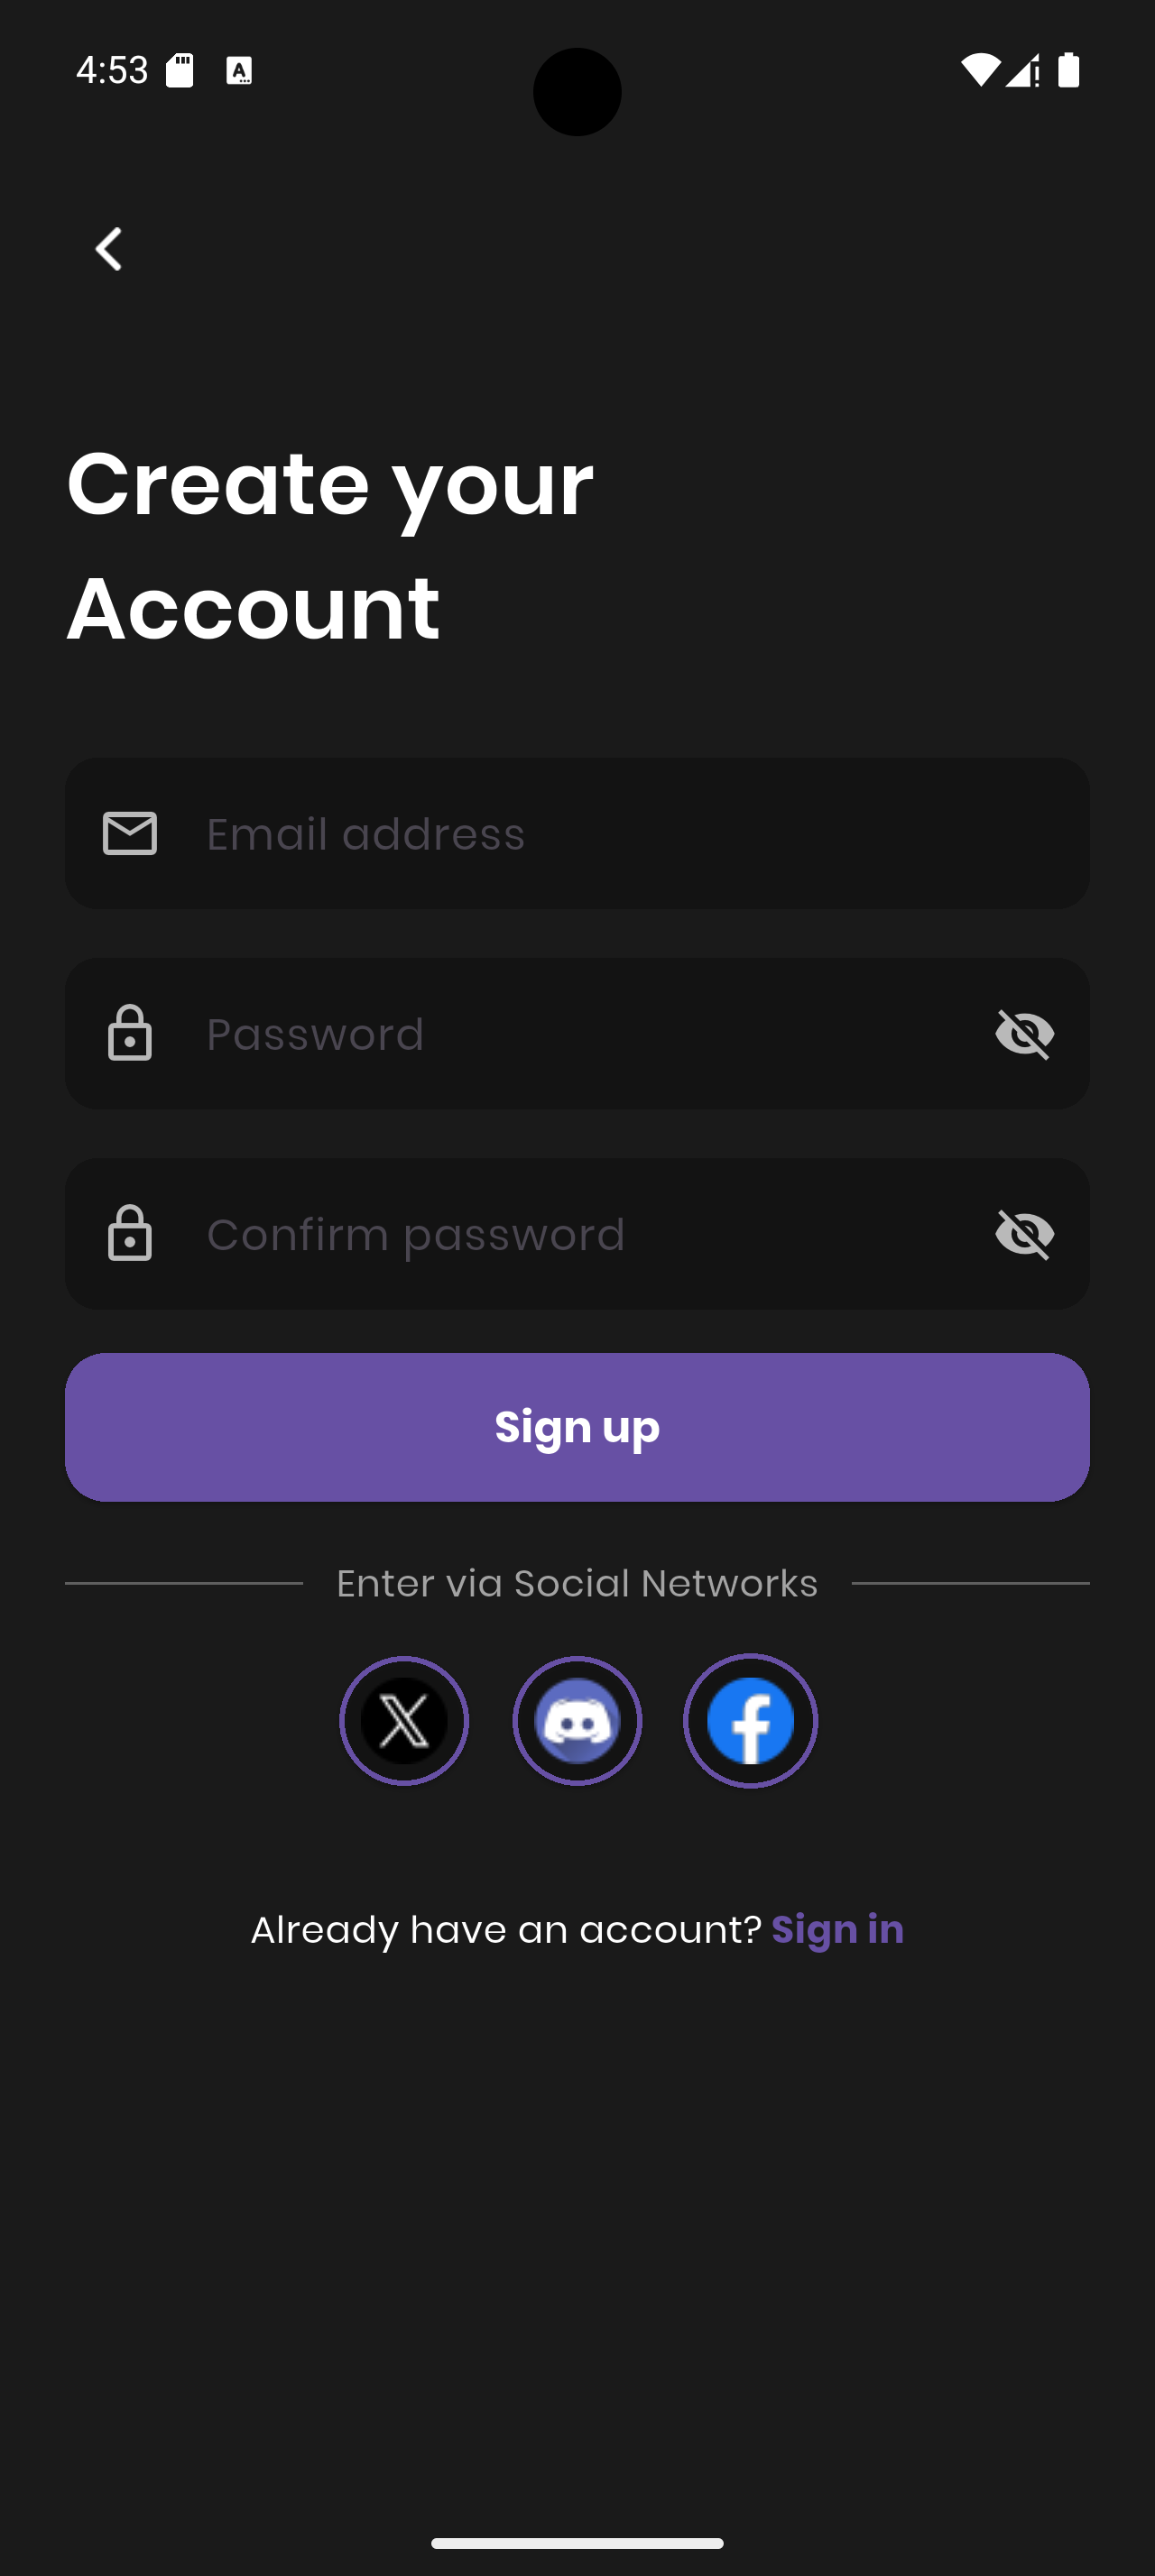 4:53
Create your
Account
Email address
Password
Confirm password
Sign up
Enter via Social Networks
Already have an account? Sign in